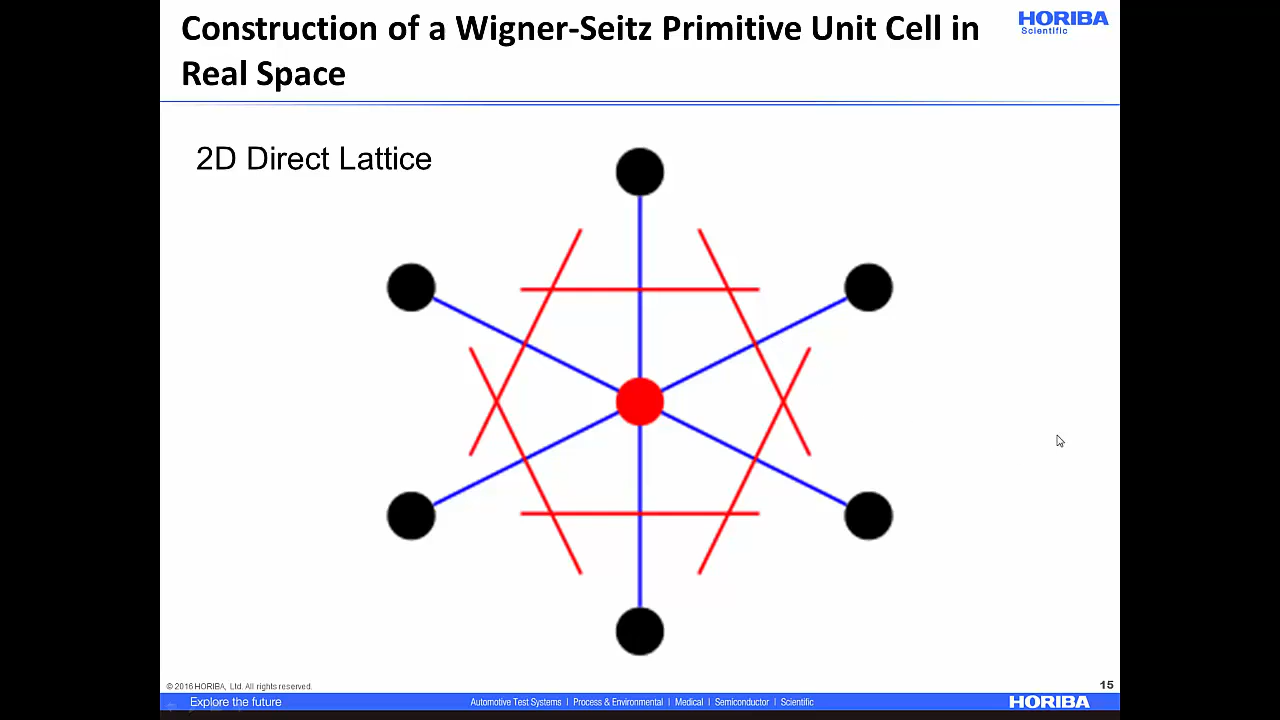 Construction of a Wigner-Seitz Primitive Unit Cell in
Real Space
HORIBA
Scientific
2D Direct Lattice
© 2016 HORIBA, Ltd. All rights reserved.
15
Explore the future
Automotive Test Systems | Process & Environmental | Medical | Semiconductor | Scientific
HORIBA